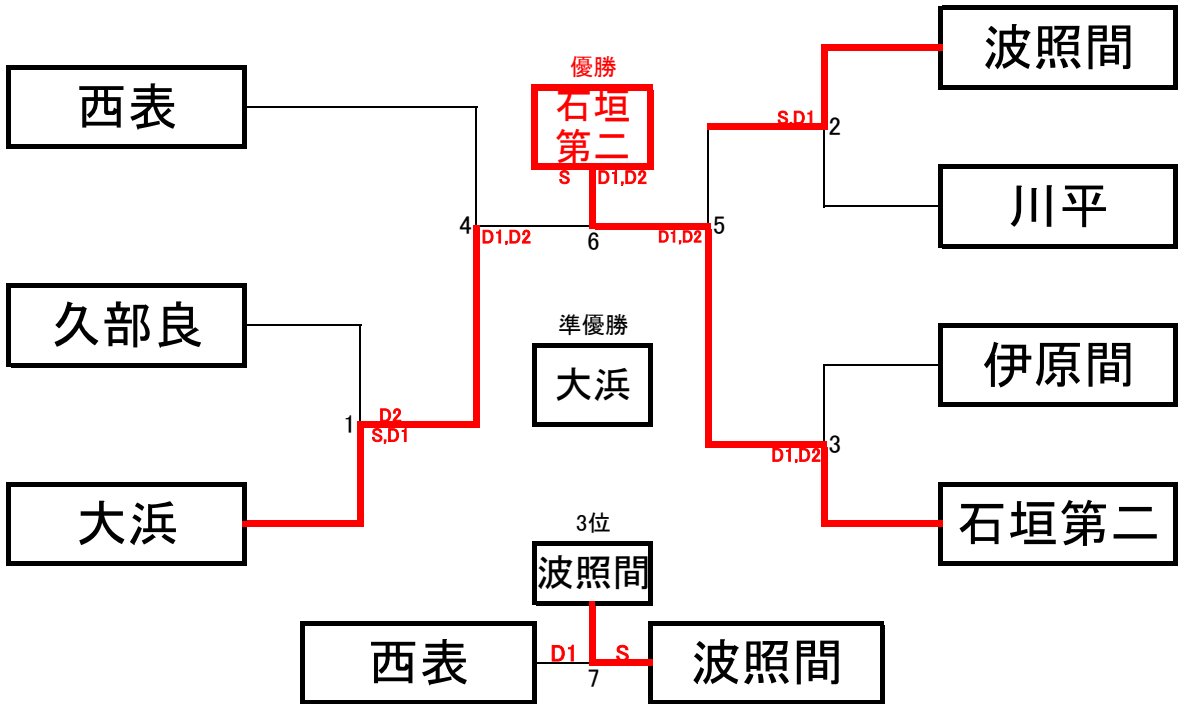 波照間
優勝
西表
石垣
第二
S,D1
2
S
D1,D2
川平
4
D1,D2
6
D1,D2
5
久部良
準優勝
伊原間
大浜
1
D2
S,D1
D1,D2
3
大浜
3位
石垣第二
波照間
西表
D1
7
S
波照間